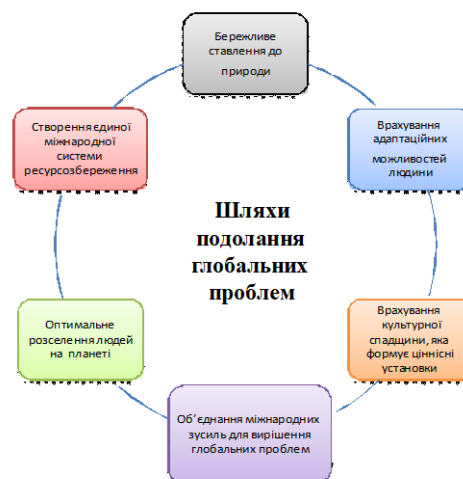 Бережливе
ставлення до
природи
Врахування
адаптаційних
можливостей
людини
Врахування
культурної
спадщини, яка
формує ціннісні
установки
Об'єднання міжнародних
зусиль для вирішення
глобальних проблем
Оптимальне
розселення людей
на планеті
Створення єдиної
міжнародної
системи
ресурсозбереження
Шляхи
подолання
глобальних
проблем